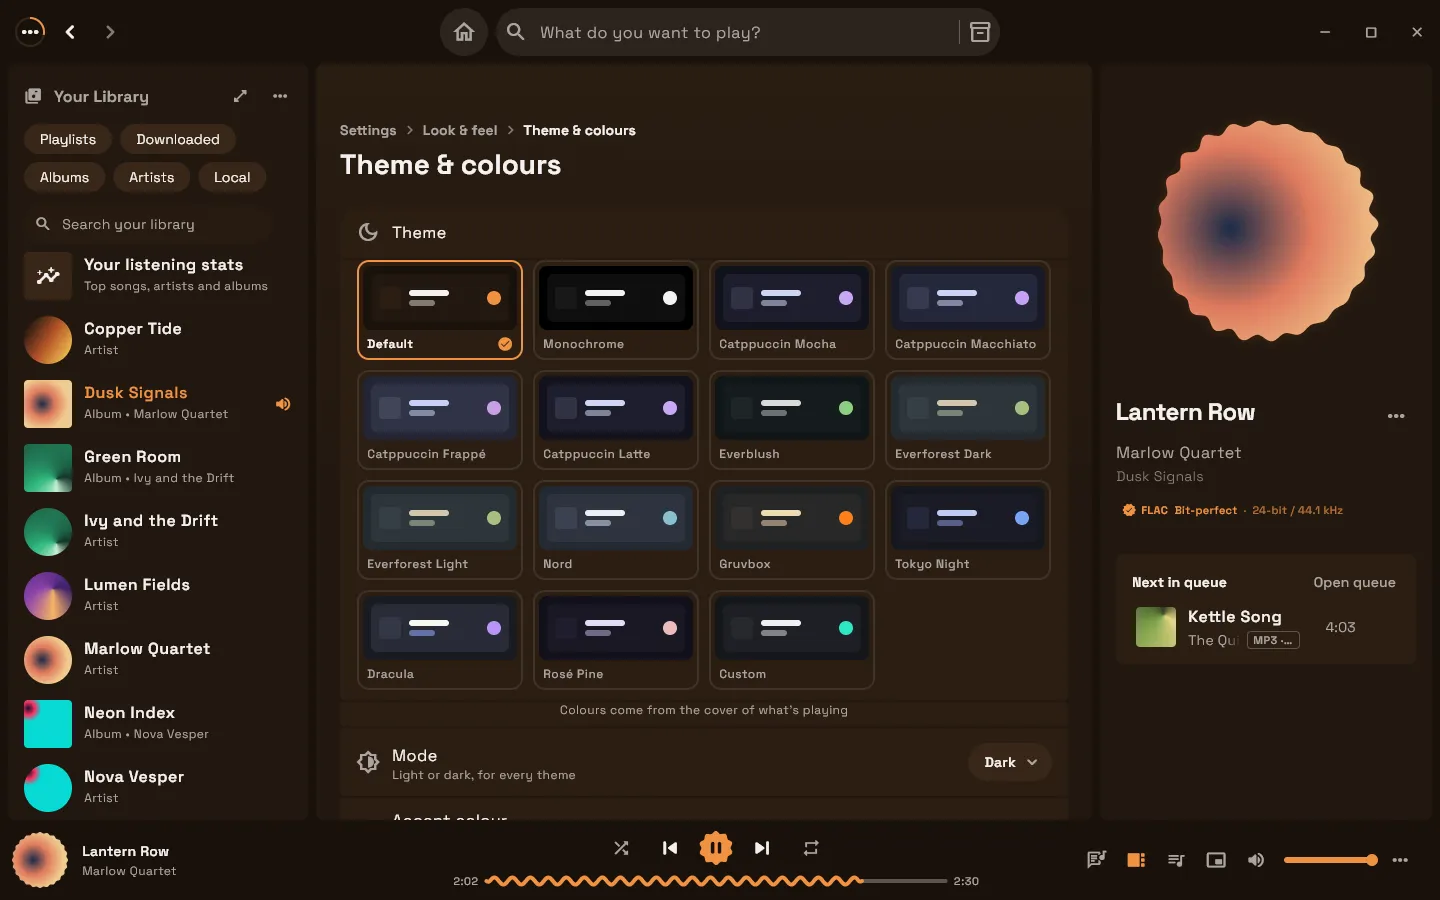 What do you want to play?
Your Library
Playlists
Downloaded
Albums
Artists
Local
Search your library
Your listening stats
Top songs, artists and albums
Copper Tide
Artist
Dusk Signals
Album • Marlow Quartet
Green Room
Album • Ivy and the Drift
Ivy and the Drift
Artist
Lumen Fields
Artist
Marlow Quartet
Artist
Neon Index
Album • Nova Vesper
Nova Vesper
Artist
Settings > Look & feel > Theme & colours
Theme & colours
Theme
Default
Monochrome
Catppuccin Mocha
Catppuccin Macchiato
Catppuccin Frappé
Catppuccin Latte
Everblush
Everforest Dark
Everforest Light
Nord
Gruvbox
Tokyo Night
Dracula
Rosé Pine
Custom
Colours come from the cover of what's playing
Mode
Light or dark, for every theme
Dark
Accent colour
Lantern Row
Marlow Quartet
Dusk Signals
FLAC Bit-perfect · 24-bit / 44.1 kHz
Next in queue
Open queue
Kettle Song
The Qui
MP3 ·…
4:03
Lantern Row
Marlow Quartet
2:02
2:30